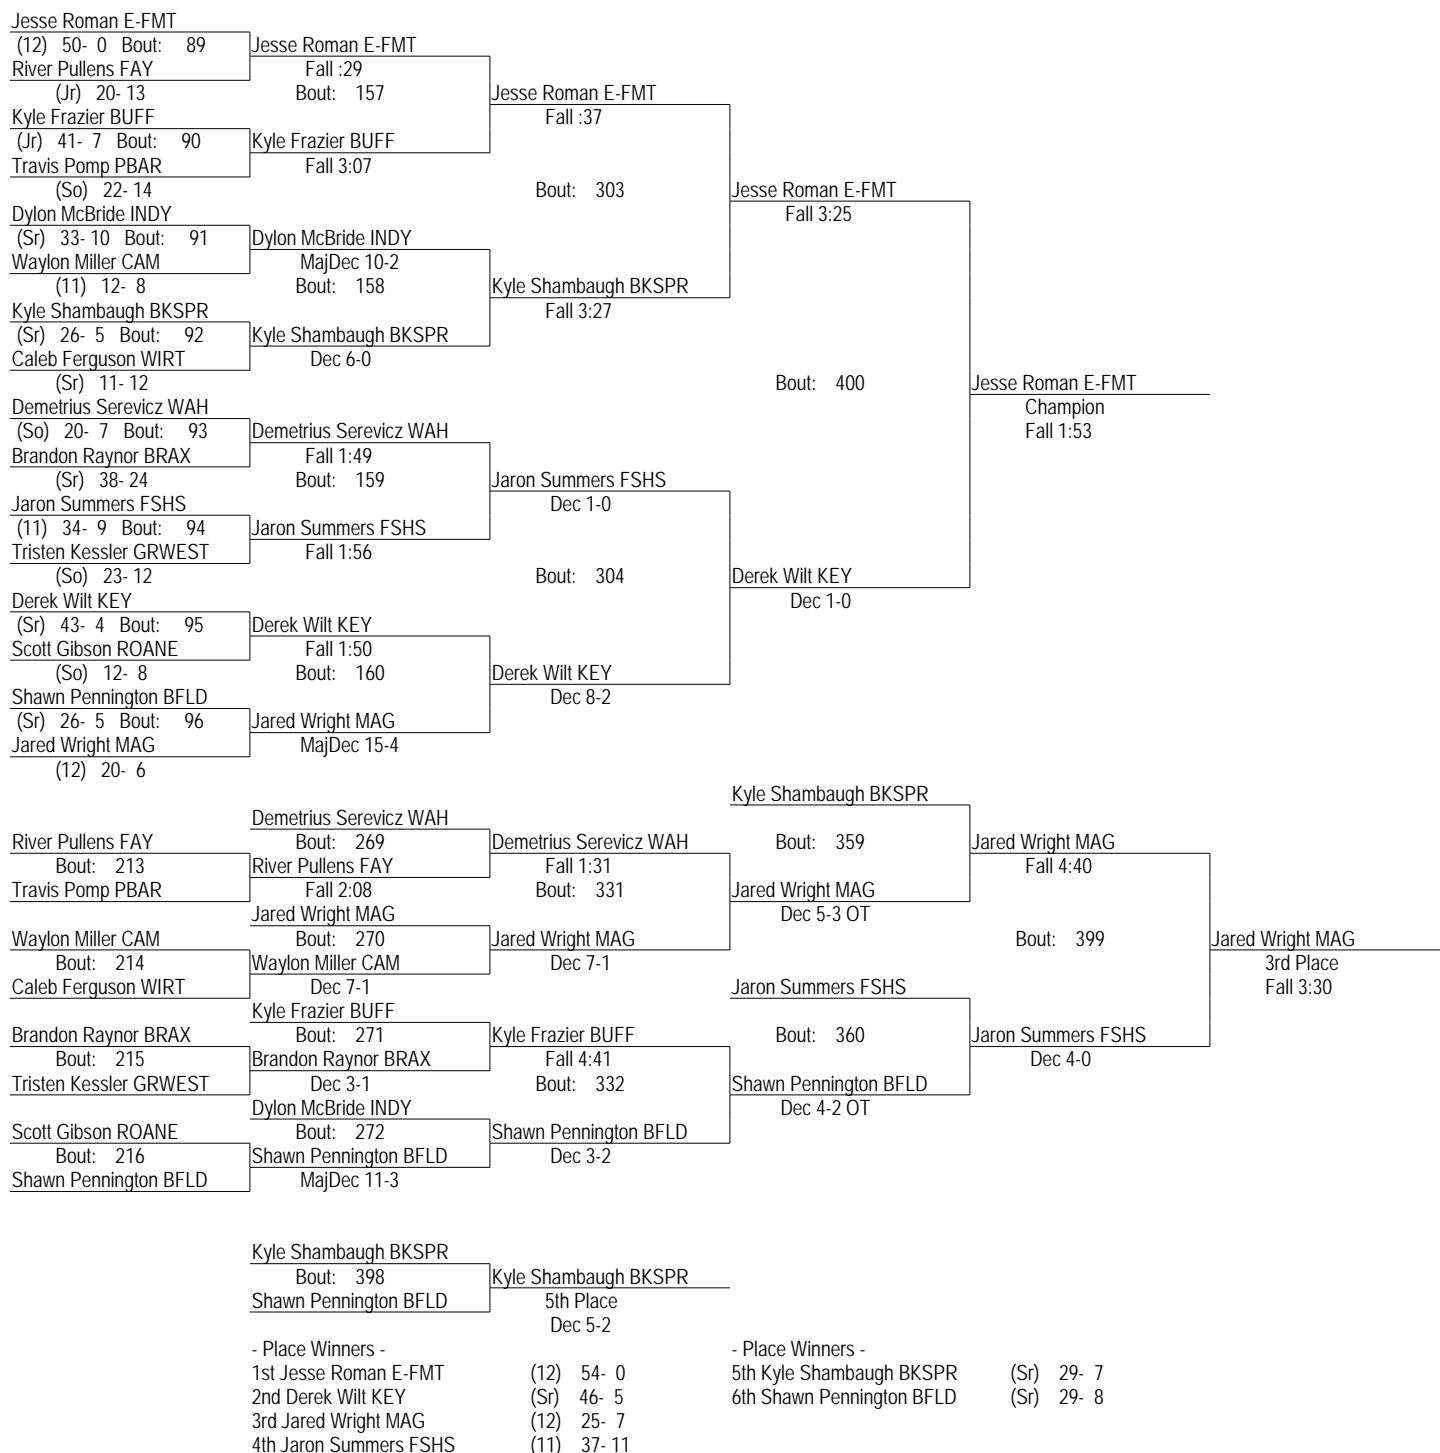 Jesse Roman E-FMT
(12) 50- 0 Bout: 89
Jesse Roman E-FMT
River Pullens FAY
Fall :29
(Jr) 20- 13
Bout: 157
Jesse Roman E-FMT
Kyle Frazier BUFF
Fall :37
(Jr) 41- 7 Bout: 90
Kyle Frazier BUFF
Travis Pomp PBAR
Fall 3:07
(So) 22- 14
Bout: 303
Jesse Roman E-FMT
Dylon McBride INDY
Fall 3:25
(Sr) 33- 10 Bout: 91
Dylon McBride INDY
Waylon Miller CAM
MajDec 10-2
(11) 12- 8
Bout: 158
Kyle Shambaugh BKSPR
Kyle Shambaugh BKSPR
Fall 3:27
(Sr) 26- 5 Bout: 92
Kyle Shambaugh BKSPR
Caleb Ferguson WIRT
Dec 6-0
(Sr) 11- 12
Bout: 400
Jesse Roman E-FMT
Demetrius Serevicz WAH
Champion
(So) 20- 7 Bout: 93
Demetrius Serevicz WAH
Fall 1:53
Brandon Raynor BRAX
Fall 1:49
(Sr) 38- 24
Bout: 159
Jaron Summers FSHS
Jaron Summers FSHS
Dec 1-0
(11) 34- 9 Bout: 94
Jaron Summers FSHS
Tristen Kessler GRWEST
Fall 1:56
(So) 23- 12
Bout: 304
Derek Wilt KEY
Derek Wilt KEY
Dec 1-0
(Sr) 43- 4 Bout: 95
Derek Wilt KEY
Scott Gibson ROANE
Fall 1:50
(So) 12- 8
Bout: 160
Derek Wilt KEY
Shawn Pennington BFLD
Dec 8-2
(Sr) 26- 5 Bout: 96
Jared Wright MAG
Jared Wright MAG
MajDec 15-4
(12) 20- 6
Kyle Shambaugh BKSPR
Demetrius Serevicz WAH
River Pullens FAY
Bout: 269
Demetrius Serevicz WAH
Bout: 359
Jared Wright MAG
Bout: 213
River Pullens FAY
Fall 1:31
Fall 4:40
Travis Pomp PBAR
Fall 2:08
Bout: 331
Jared Wright MAG
Jared Wright MAG
Dec 5-3 OT
Waylon Miller CAM
Bout: 270
Jared Wright MAG
Bout: 399
Jared Wright MAG
Bout: 214
Waylon Miller CAM
Dec 7-1
3rd Place
Caleb Ferguson WIRT
Dec 7-1
Jaron Summers FSHS
Fall 3:30
Kyle Frazier BUFF
Brandon Raynor BRAX
Bout: 271
Kyle Frazier BUFF
Bout: 360
Jaron Summers FSHS
Bout: 215
Brandon Raynor BRAX
Fall 4:41
Dec 4-0
Tristen Kessler GRWEST
Dec 3-1
Bout: 332
Shawn Pennington BFLD
Dylon McBride INDY
Dec 4-2 OT
Scott Gibson ROANE
Bout: 272
Shawn Pennington BFLD
Bout: 216
Shawn Pennington BFLD
Dec 3-2
Shawn Pennington BFLD
MajDec 11-3
Kyle Shambaugh BKSPR
Bout: 398
Kyle Shambaugh BKSPR
Shawn Pennington BFLD
5th Place
Dec 5-2
- Place Winners -
1st Jesse Roman E-FMT (12) 54- 0
2nd Derek Wilt KEY (Sr) 46- 5
3rd Jared Wright MAG (12) 25- 7
4th Jaron Summers FSHS (11) 37- 11
- Place Winners -
5th Kyle Shambaugh BKSPR (Sr) 29- 7
6th Shawn Pennington BFLD (Sr) 29- 8